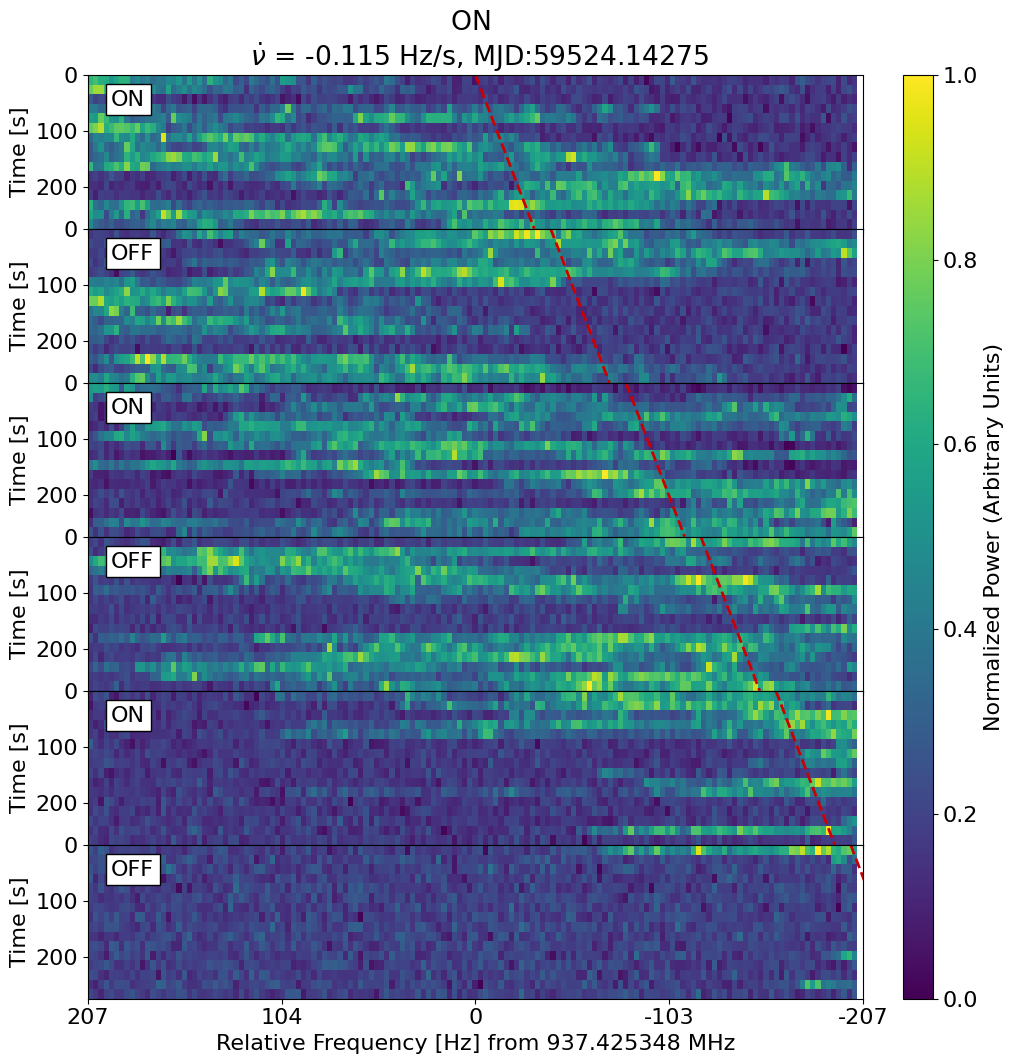 ON
ν̇ = -0.115 Hz/s, MJD:59524.14275
0
ON
100
200
Time [s]
0
OFF
100
200
Time [s]
0
ON
100
200
Time [s]
0
OFF
100
200
Time [s]
0
ON
100
200
Time [s]
0
OFF
100
200
Time [s]
207 104 0 -103 -207
Relative Frequency [Hz] from 937.425348 MHz
1.0
0.8
0.6
0.4
0.2
0.0
Normalized Power (Arbitrary Units)